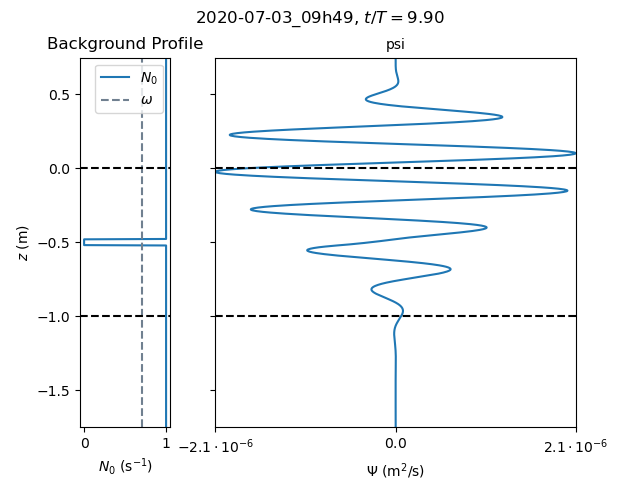 2020-07-03_09h49, t/T = 9.90
Background Profile
psi
N₀
ω
0.5
0.0
−0.5
−1.0
−1.5
z (m)
0 1
−2.1 · 10⁻⁶ 0.0 2.1 · 10⁻⁶
N₀ (s⁻¹)
Ψ (m²/s)